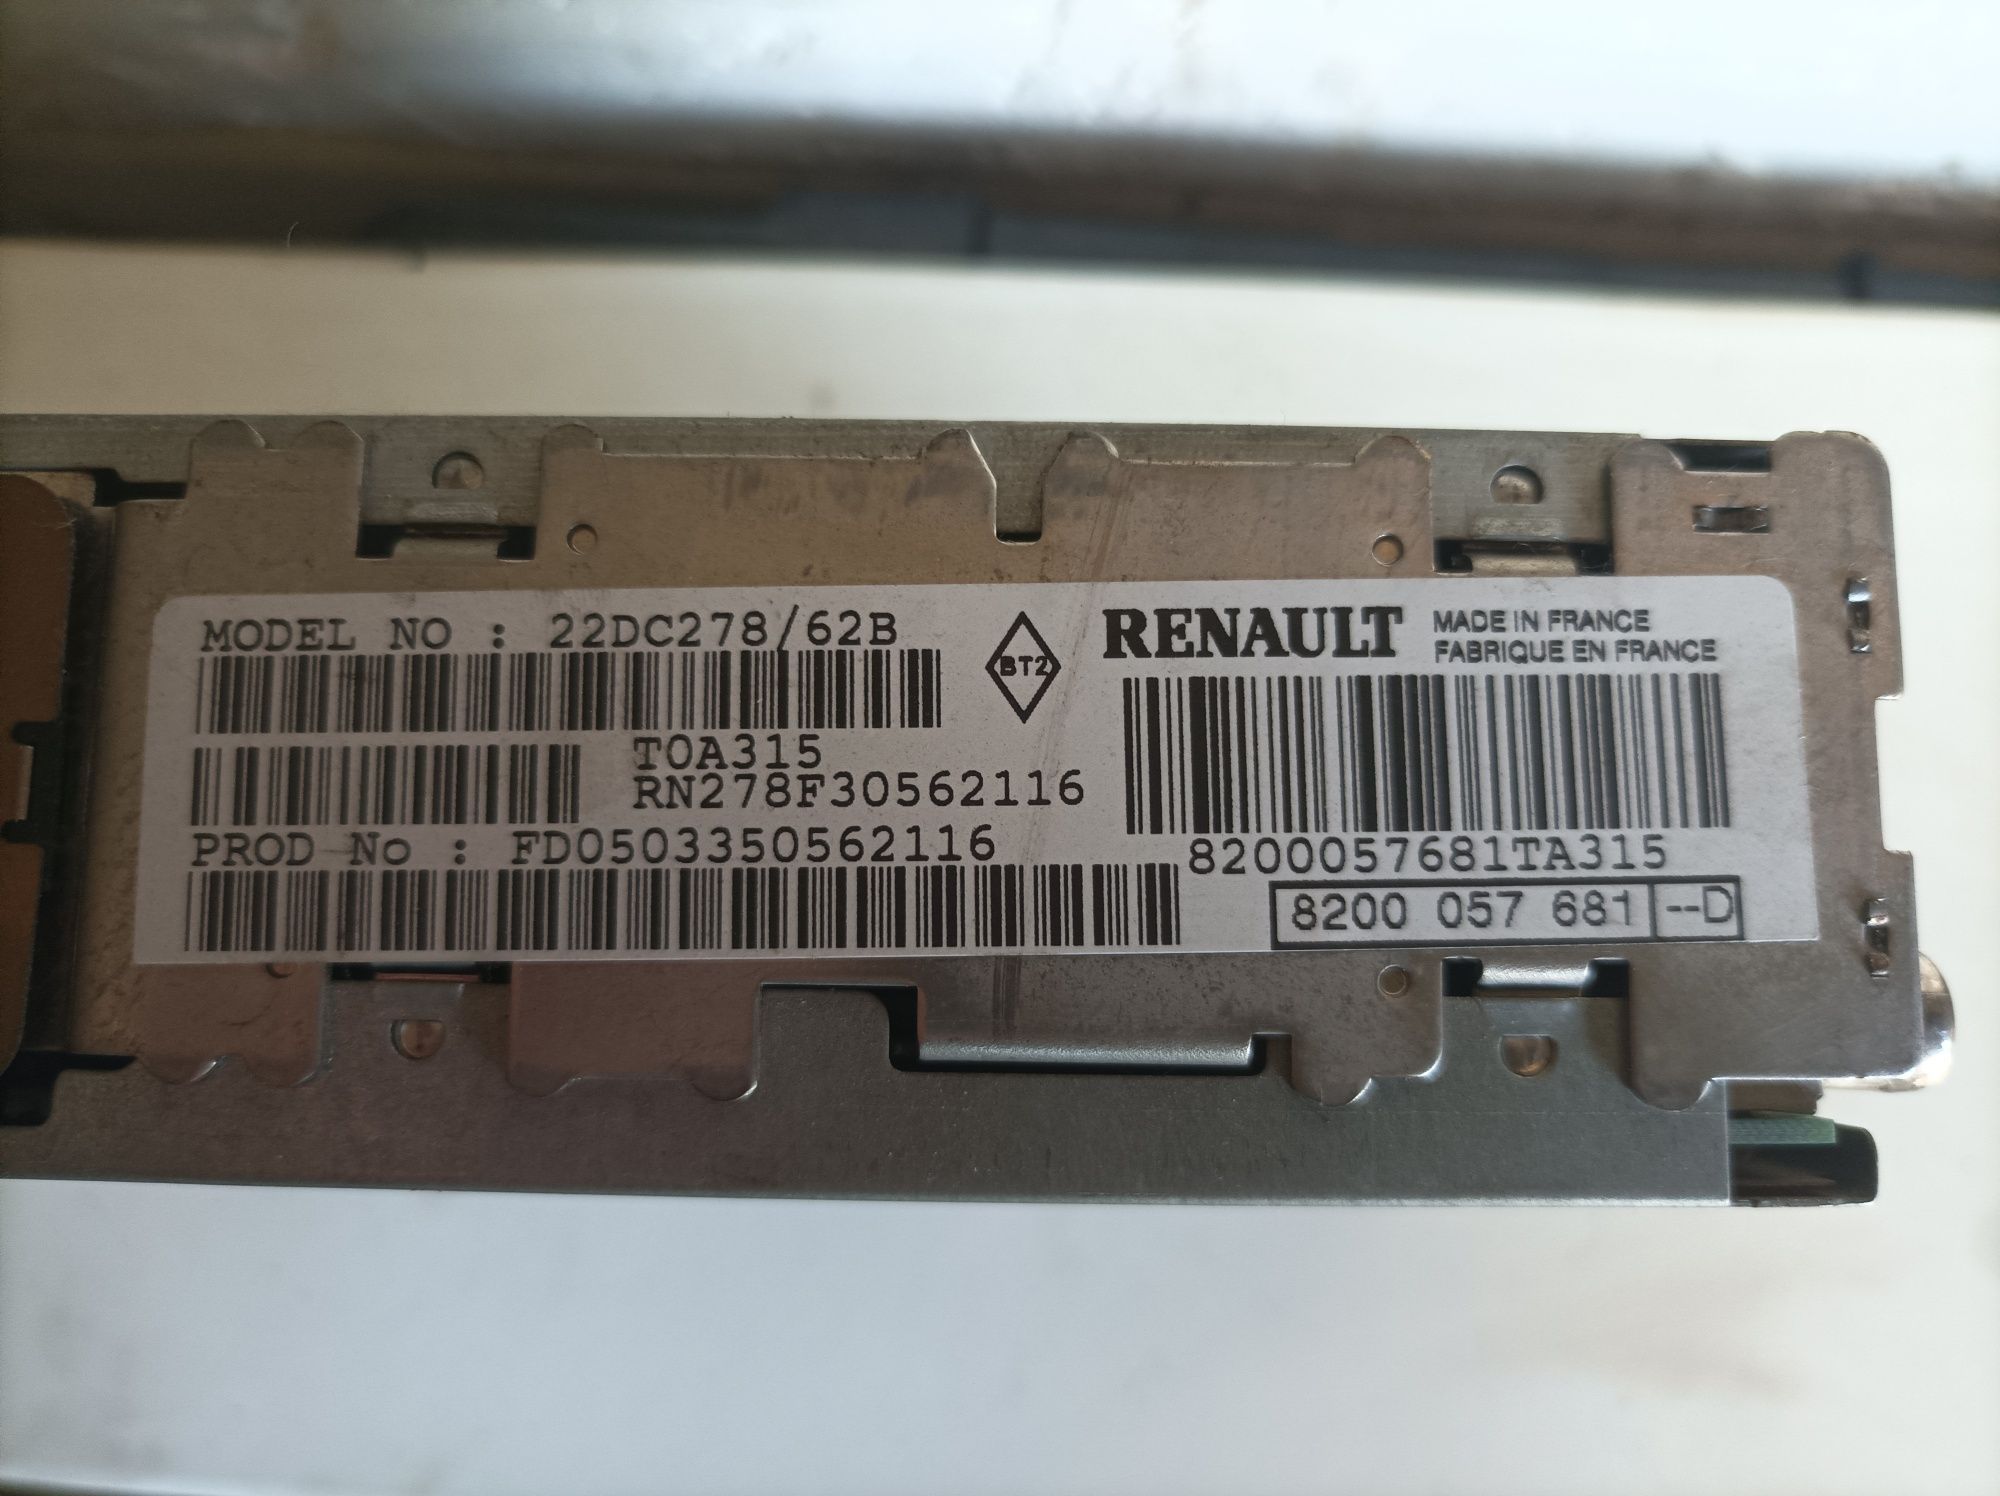 MODEL NO : 22DC278/62B
BT2
RENAULT
MADE IN FRANCE
FABRIQUE EN FRANCE
T0A315
RN278F30562116
PROD No : FD0503350562116
8200057681TA315
8200 057 681 --D